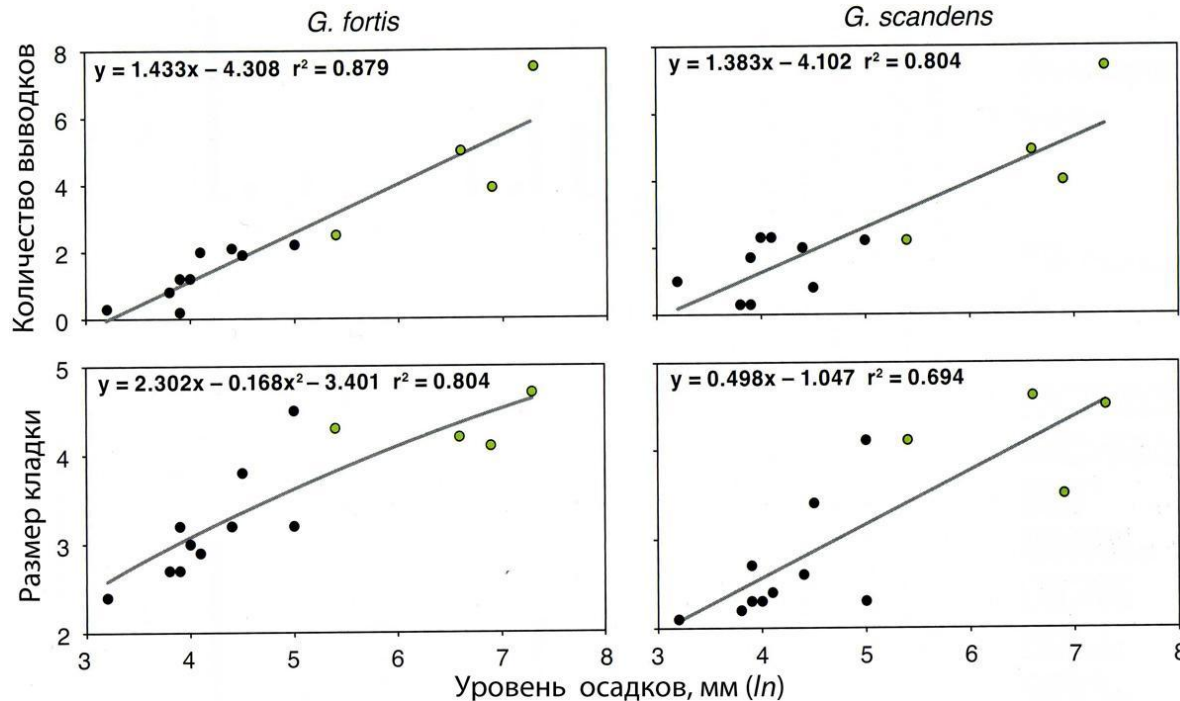 G. fortis
G. scandens
Количество выводков
8
6
4
2
0
y = 1.433x – 4.308 r² = 0.879
y = 1.383x – 4.102 r² = 0.804
Размер кладки
5
4
3
2
y = 2.302x – 0.168x² – 3.401 r² = 0.804
y = 0.498x – 1.047 r² = 0.694
3 4 5 6 7 8
3 4 5 6 7 8
Уровень осадков, мм (ln)